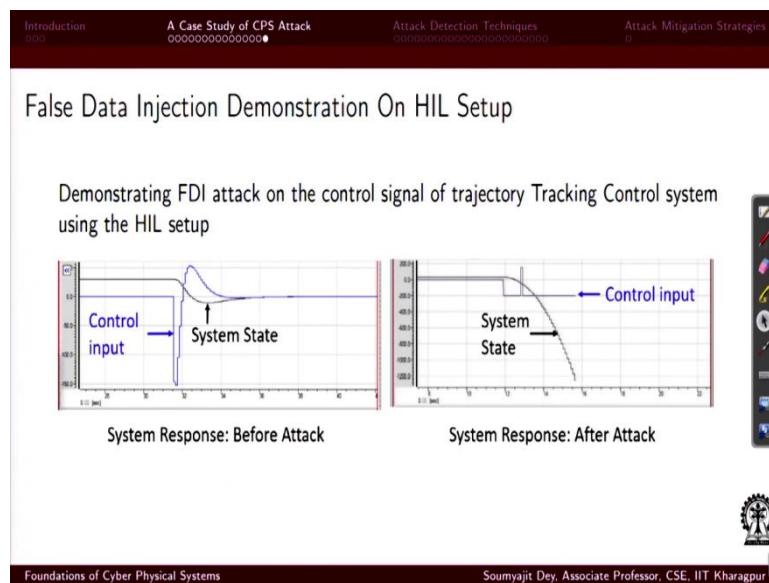 Introduction
A Case Study of CPS Attack
Attack Detection Techniques
Attack Mitigation Strategies
False Data Injection Demonstration On HIL Setup
Demonstrating FDI attack on the control signal of trajectory Tracking Control system
using the HIL setup
Control
input
System State
System Response: Before Attack
Control input
System
State
System Response: After Attack
Foundations of Cyber Physical Systems
Soumyajit Dey, Associate Professor, CSE, IIT Kharagpur